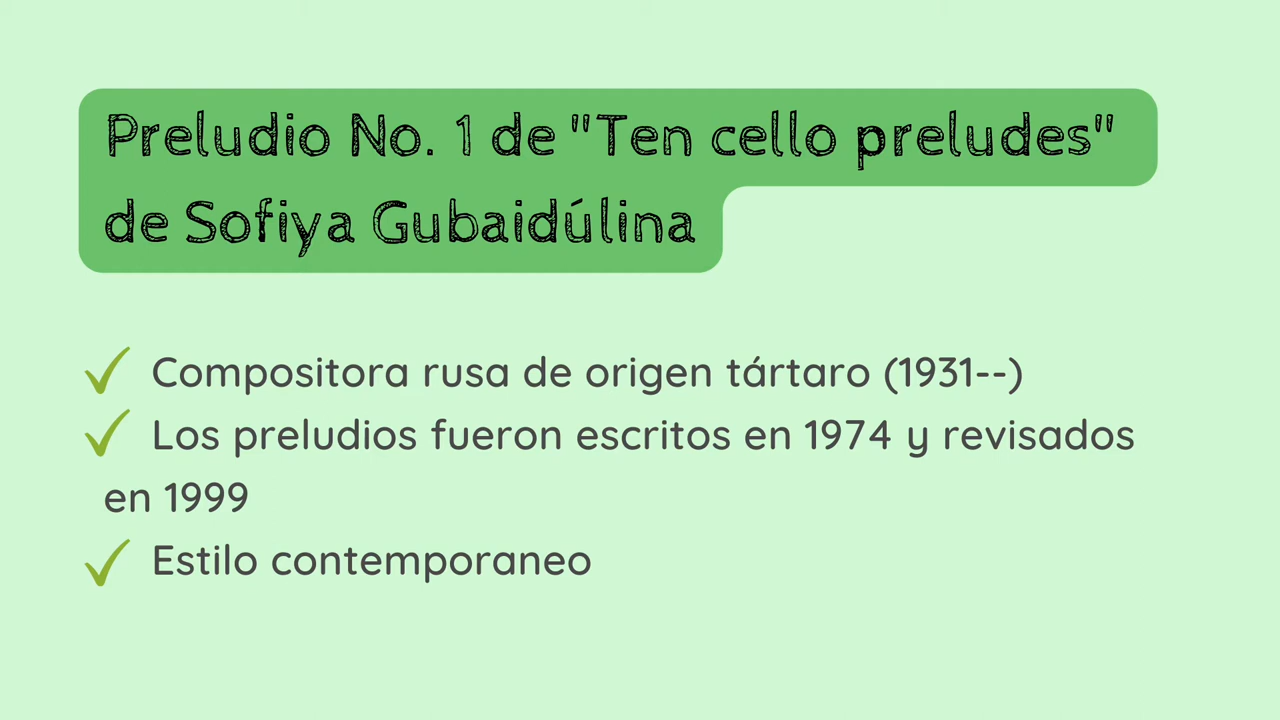 Preludio No. 1 de "Ten cello preludes"
de Sofiya Gubaidúlina
Compositora rusa de origen tártaro (1931--)
Los preludios fueron escritos en 1974 y revisados
en 1999
Estilo contemporaneo